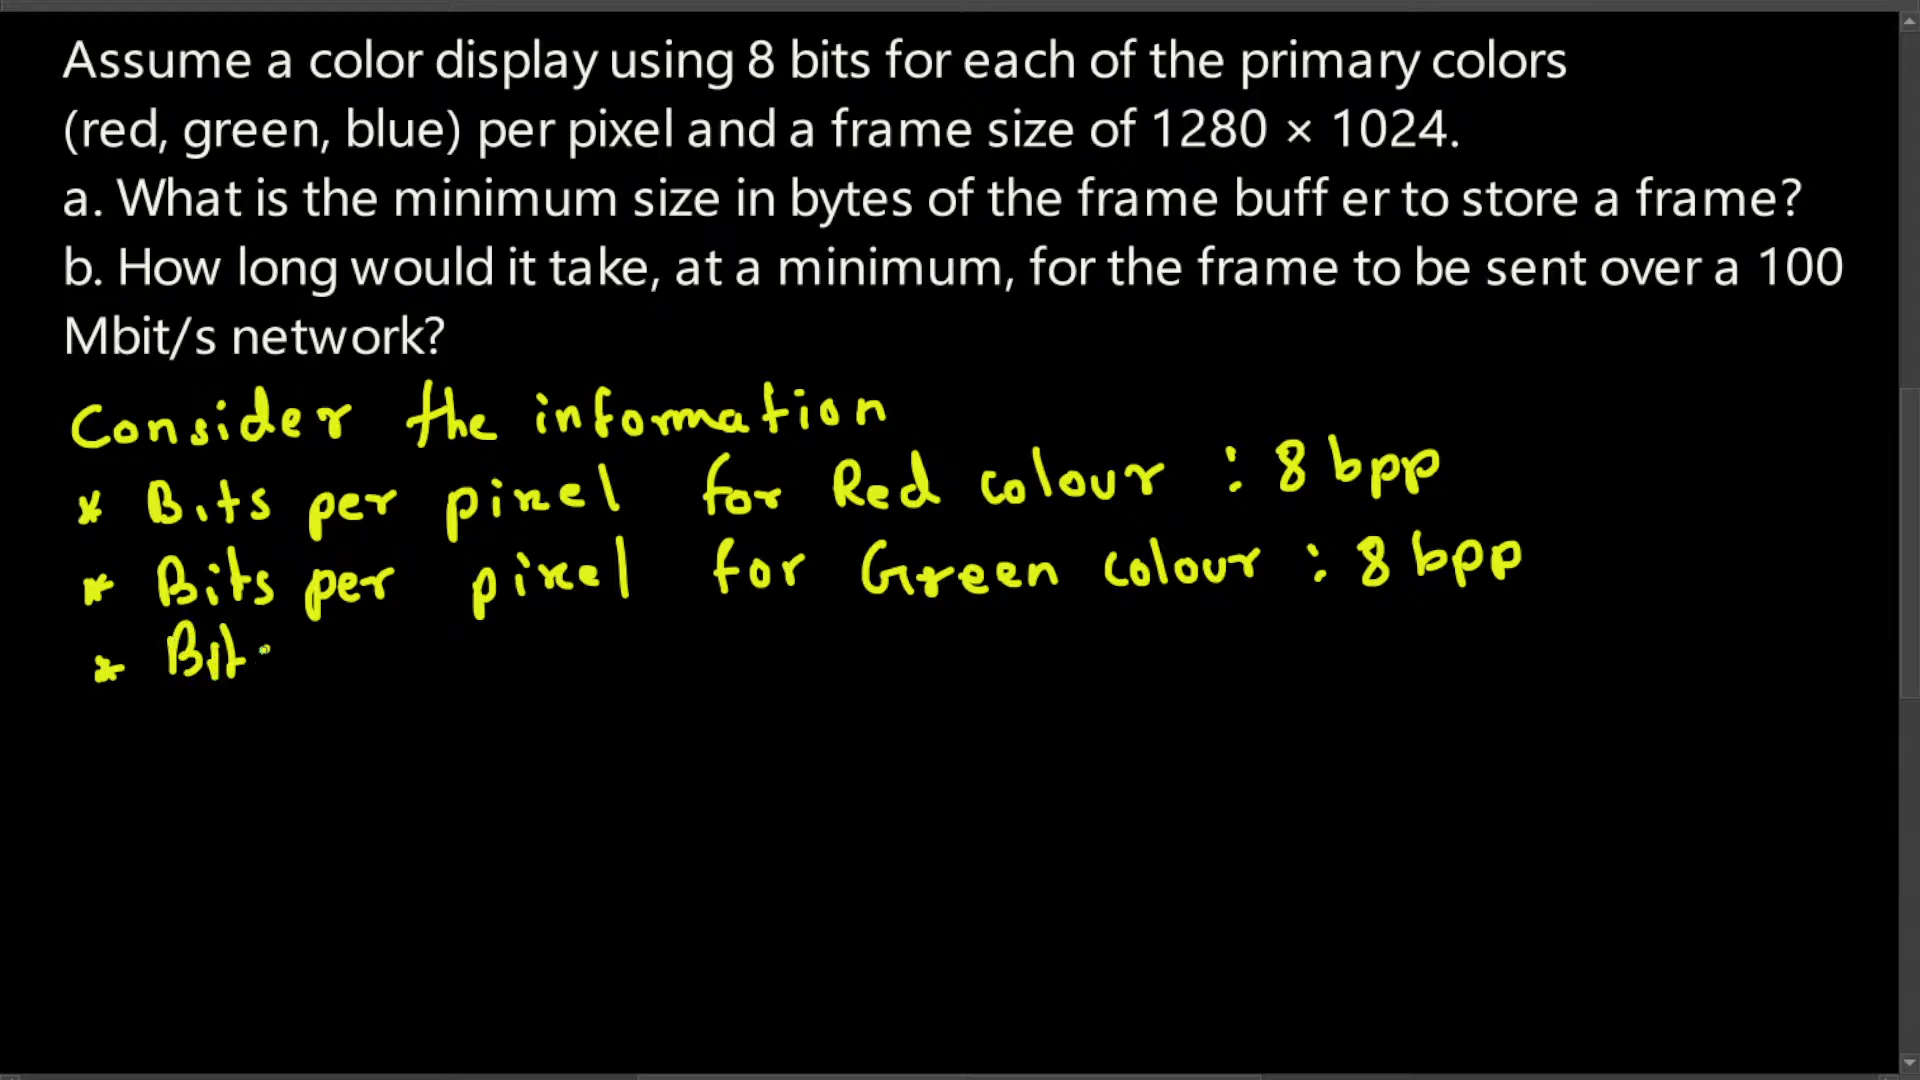 Assume a color display using 8 bits for each of the primary colors
(red, green, blue) per pixel and a frame size of 1280 × 1024.
a. What is the minimum size in bytes of the frame buff er to store a frame?
b. How long would it take, at a minimum, for the frame to be sent over a 100
Mbit/s network?
Consider the information
* Bits per pixel for Red colour : 8 bpp
* Bits per pixel for Green colour : 8 bpp
* Bit